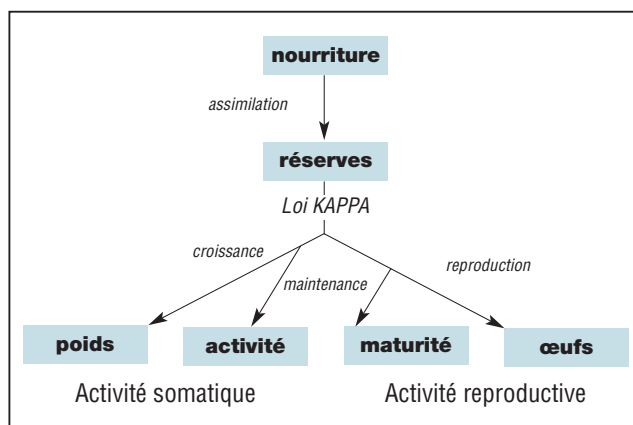 nourriture
assimilation
réserves
Loi KAPPA
croissance
reproduction
maintenance
poids
activité
maturité
œufs
Activité somatique
Activité reproductive